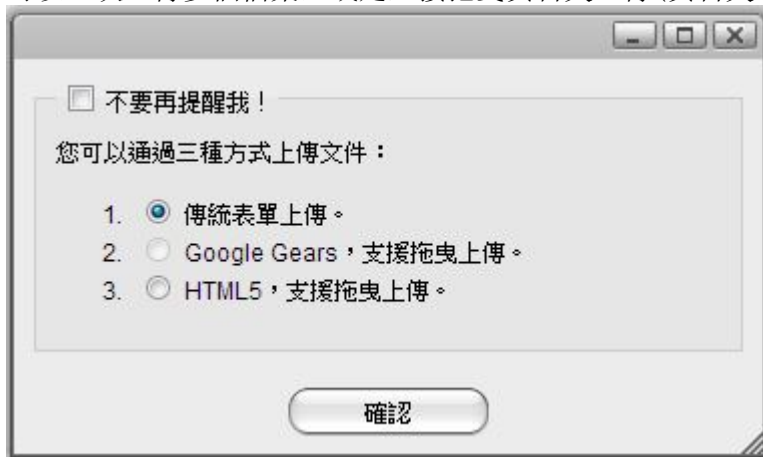 不要再提醒我！
您可以通過三種方式上傳文件：
1. 傳統表單上傳。
2. Google Gears，支援拖曳上傳。
3. HTML5，支援拖曳上傳。
確認